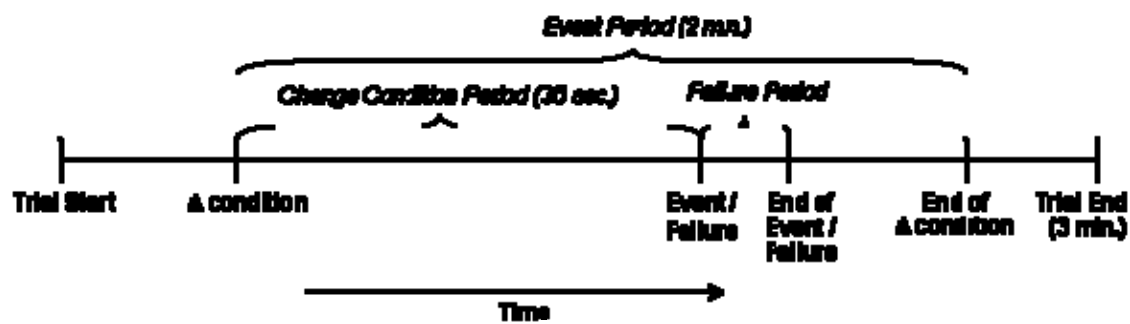 Event Period (2 min.)
Change Condition Period (35 sec.) Failure Period
Trial Start Δ condition Event / End of End of Trial End
Failure Event / Δ condition (3 min.)
Failure
Time